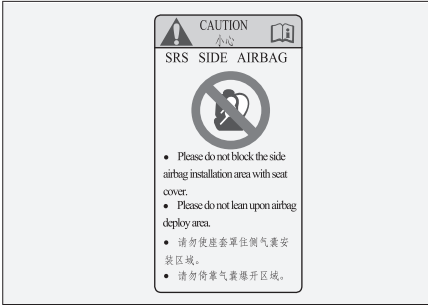 CAUTION
小心
SRS SIDE AIRBAG
• Please do not block the side
airbag installation area with seat
cover.
• Please do not lean upon airbag
deploy area.
• 请勿使座套罩住侧气囊安
装区域。
• 请勿倚靠气囊爆开区域。